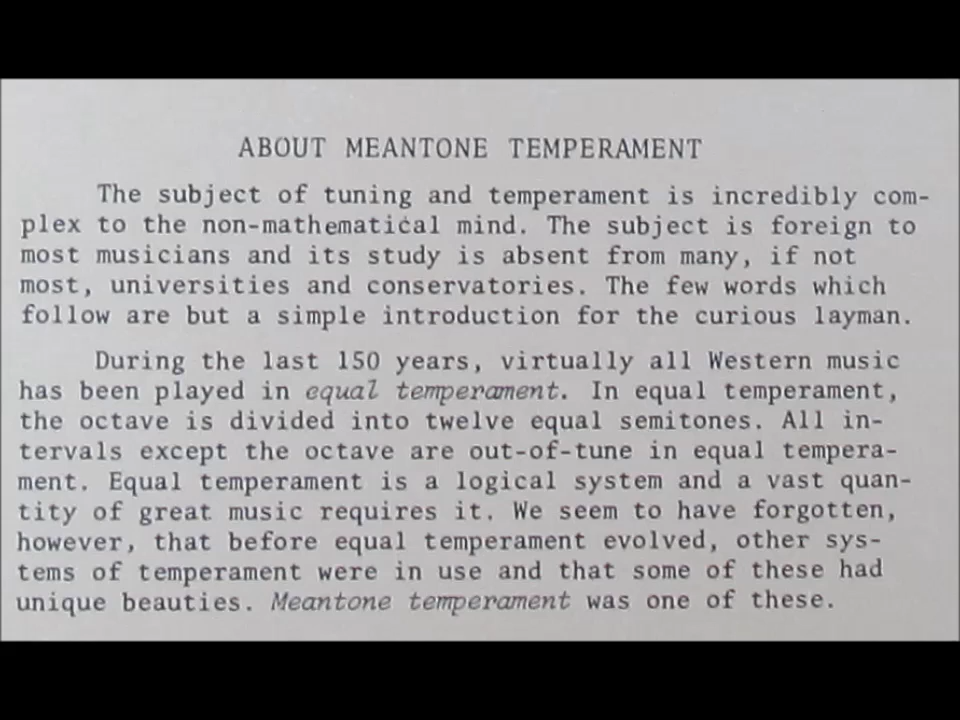 ABOUT MEANTONE TEMPERAMENT
The subject of tuning and temperament is incredibly com-
plex to the non-mathematical mind. The subject is foreign to
most musicians and its study is absent from many, if not
most, universities and conservatories. The few words which
follow are but a simple introduction for the curious layman.
During the last 150 years, virtually all Western music
has been played in equal temperament. In equal temperament,
the octave is divided into twelve equal semitones. All in-
tervals except the octave are out-of-tune in equal tempera-
ment. Equal temperament is a logical system and a vast quan-
tity of great music requires it. We seem to have forgotten,
however, that before equal temperament evolved, other sys-
tems of temperament were in use and that some of these had
unique beauties. Meantone temperament was one of these.